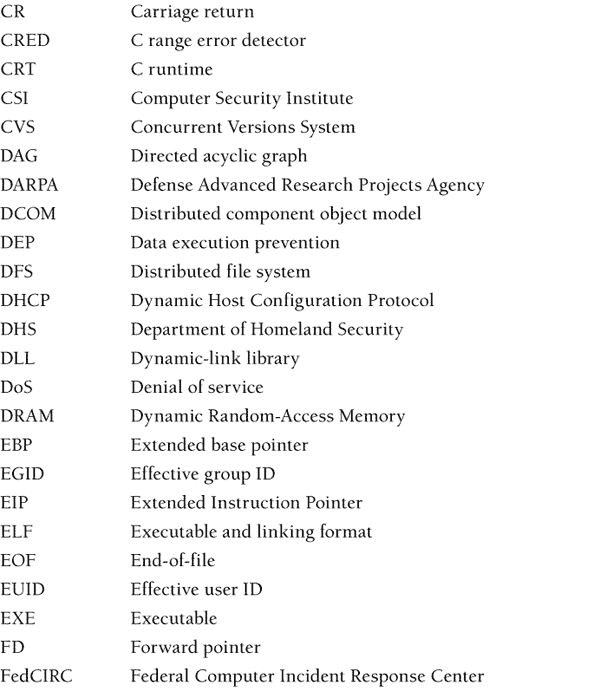 CR Carriage return
CRED C range error detector
CRT C runtime
CSI Computer Security Institute
CVS Concurrent Versions System
DAG Directed acyclic graph
DARPA Defense Advanced Research Projects Agency
DCOM Distributed component object model
DEP Data execution prevention
DFS Distributed file system
DHCP Dynamic Host Configuration Protocol
DHS Department of Homeland Security
DLL Dynamic-link library
DoS Denial of service
DRAM Dynamic Random-Access Memory
EBP Extended base pointer
EGID Effective group ID
EIP Extended Instruction Pointer
ELF Executable and linking format
EOF End-of-file
EUID Effective user ID
EXE Executable
FD Forward pointer
FedCIRC Federal Computer Incident Response Center